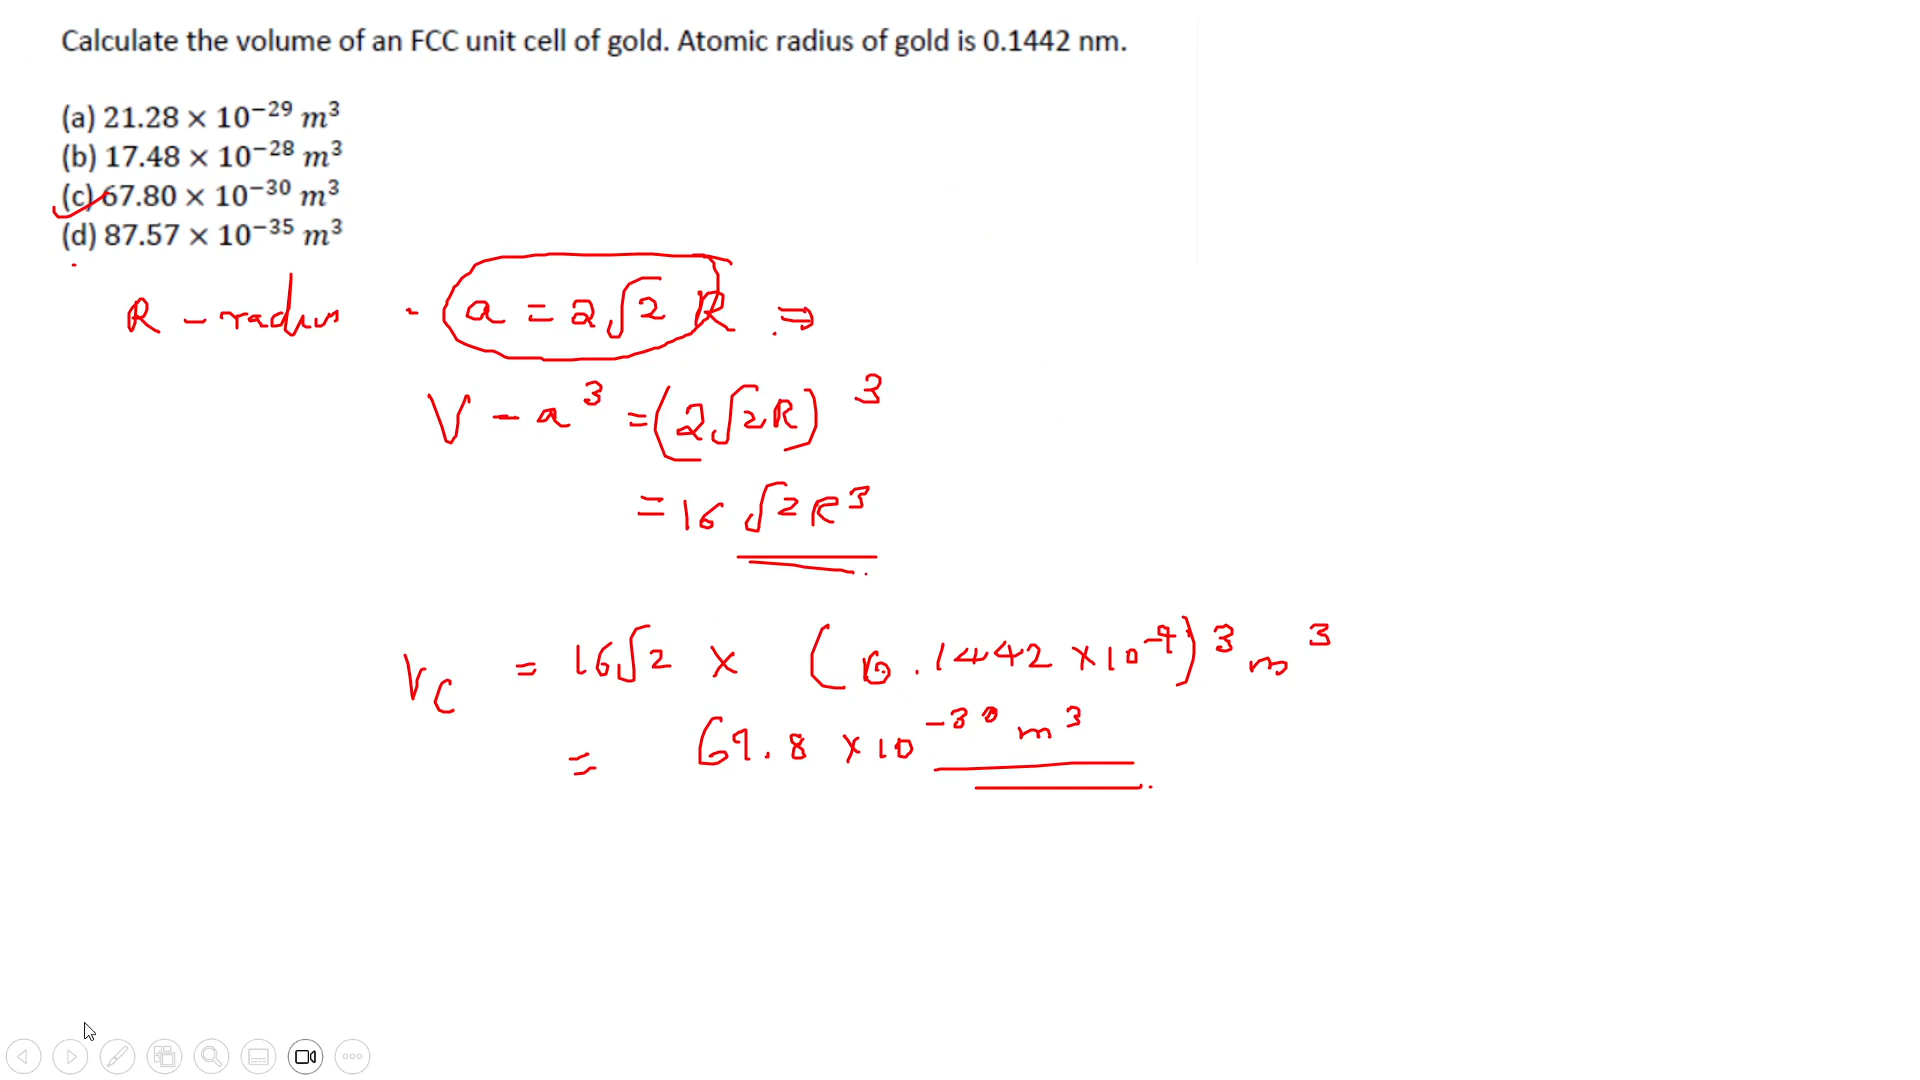 Calculate the volume of an FCC unit cell of gold. Atomic radius of gold is 0.1442 nm.
(a) 21.28 × 10⁻²⁹ m³
(b) 17.48 × 10⁻²⁸ m³
(c) 67.80 × 10⁻³⁰ m³
(d) 87.57 × 10⁻³⁵ m³
R - radius - a = 2√2 R ⇒
V - a³ = (2√2R)³
= 16√2R³
Vc = 16√2 × (0.1442 × 10⁻⁹)³ m³
= 67.8 × 10⁻³⁰ m³